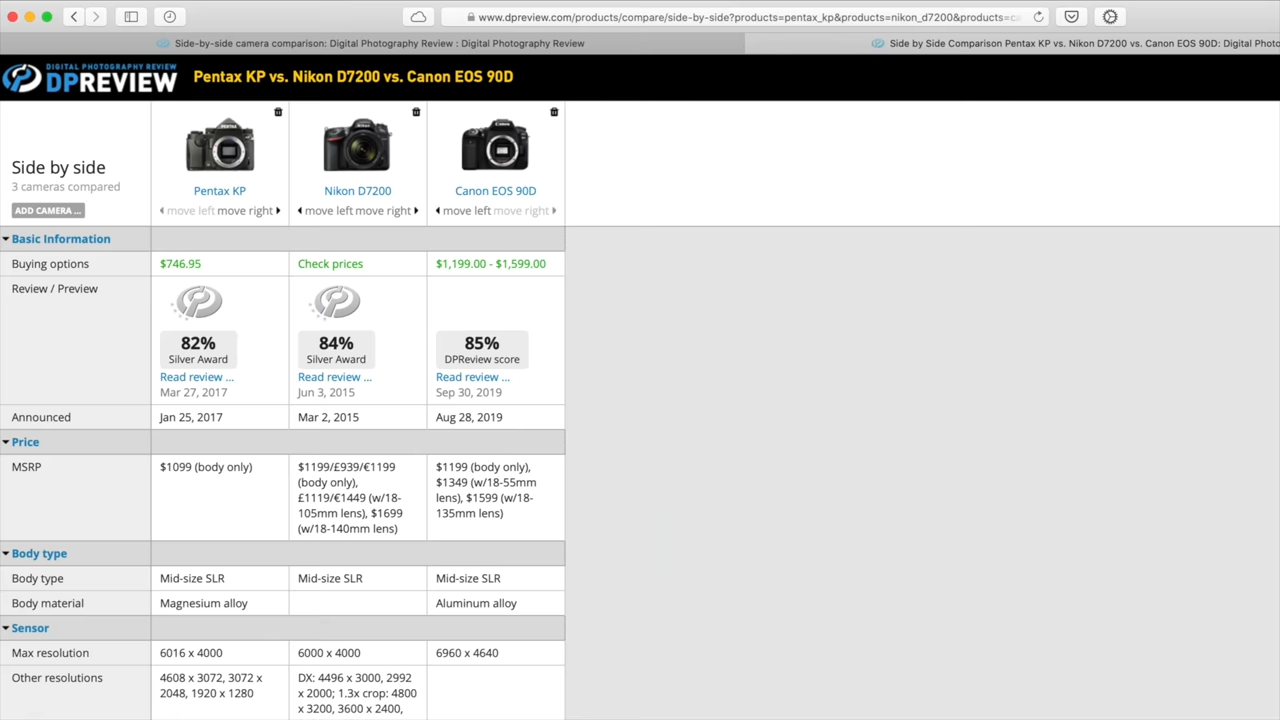 www.dpreview.com/products/compare/side-by-side?products=pentax_kp&products=nikon_d7200&products=
Side-by-side camera comparison: Digital Photography Review : Digital Photography Review
Side by Side Comparison Pentax KP vs. Nikon D7200 vs. Canon EOS 90D: Digital Photo
DIGITAL PHOTOGRAPHY REVIEW
DPREVIEW
Pentax KP vs. Nikon D7200 vs. Canon EOS 90D
Side by side
3 cameras compared
ADD CAMERA ...
Pentax KP Nikon D7200 Canon EOS 90D
move left move right move left move right move left move right
Basic Information
Buying options $746.95 Check prices $1,199.00 - $1,599.00
Review / Preview
82% 84% 85%
Silver Award Silver Award DPReview score
Read review ... Read review ... Read review ...
Mar 27, 2017 Jun 3, 2015 Sep 30, 2019
Announced Jan 25, 2017 Mar 2, 2015 Aug 28, 2019
Price
MSRP $1099 (body only) $1199/£939/€1199 $1199 (body only),
(body only), $1349 (w/18-55mm
£1119/€1449 (w/18- lens), $1599 (w/18-
105mm lens), $1699 135mm lens)
(w/18-140mm lens)
Body type
Body type Mid-size SLR Mid-size SLR Mid-size SLR
Body material Magnesium alloy Aluminum alloy
Sensor
Max resolution 6016 x 4000 6000 x 4000 6960 x 4640
Other resolutions 4608 x 3072, 3072 x DX: 4496 x 3000, 2992
2048, 1920 x 1280 x 2000; 1.3x crop: 4800
x 3200, 3600 x 2400,